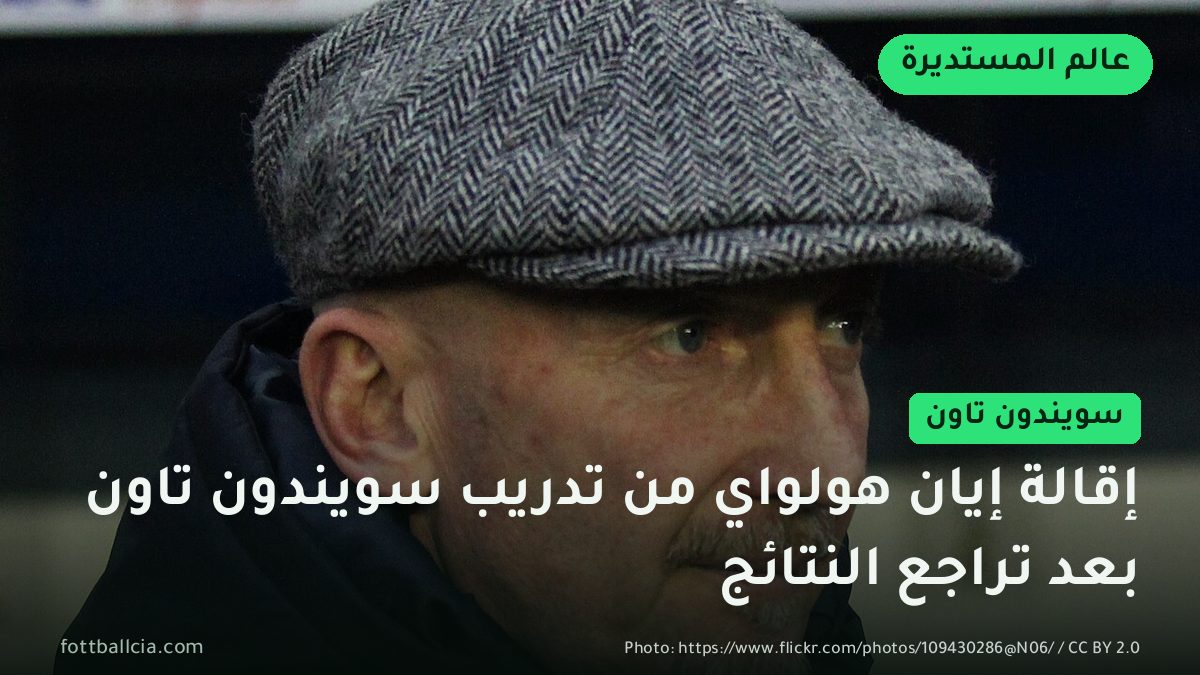 عالم المستديرة
سويندون تاون
إقالة إيان هولواي من تدريب سويندون تاون
بعد تراجع النتائج
fottballcia.com
Photo: https://www.flickr.com/photos/109430286@N06/ / CC BY 2.0